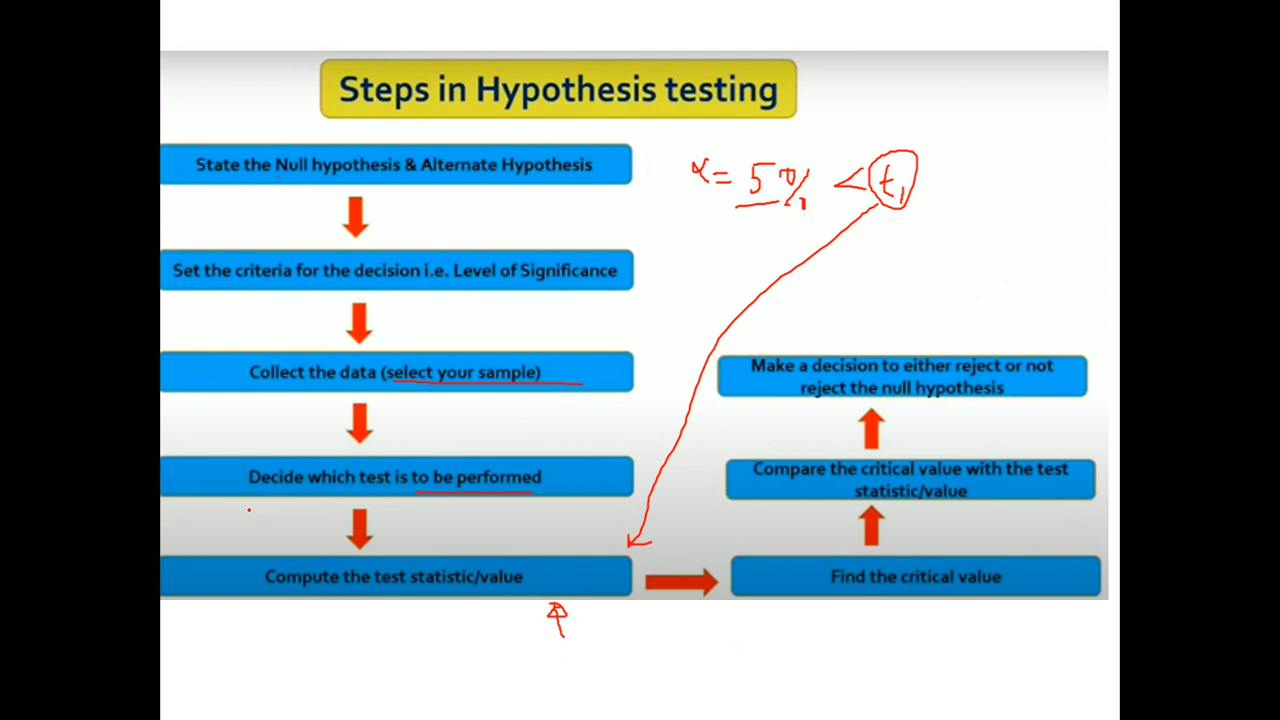 Steps in Hypothesis testing
State the Null hypothesis & Alternate Hypothesis
α = 5% < t₁
Set the criteria for the decision i.e. Level of Significance
Collect the data (select your sample)
Decide which test is to be performed
Compute the test statistic/value
Find the critical value
Compare the critical value with the test
statistic/value
Make a decision to either reject or not
reject the null hypothesis